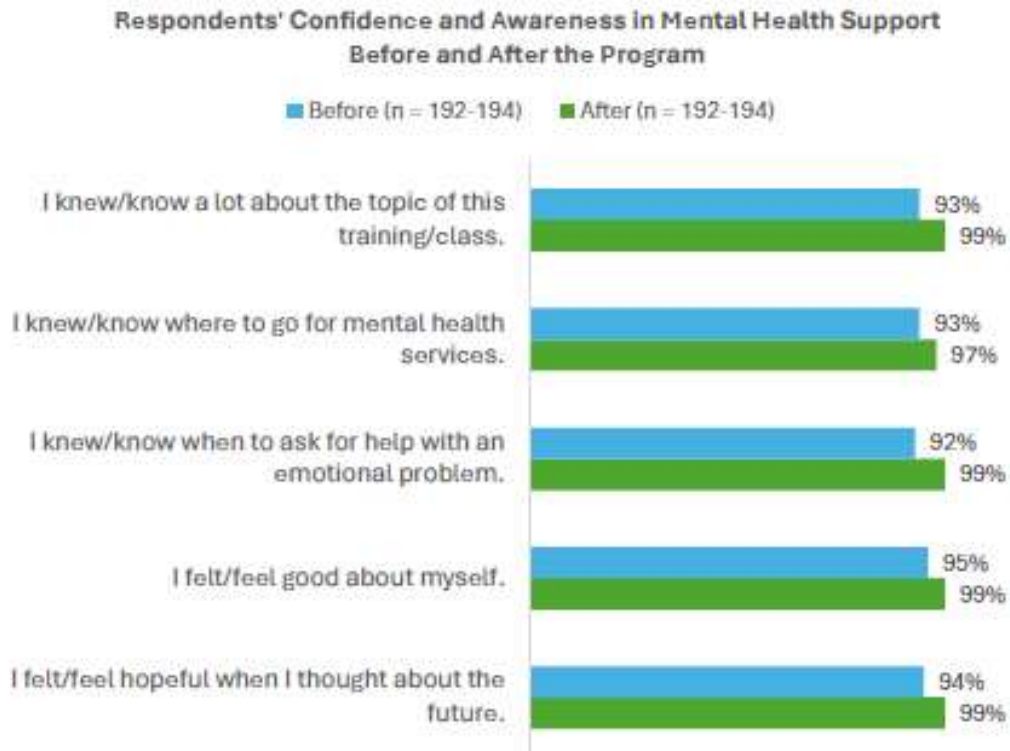 Respondents' Confidence and Awareness in Mental Health Support
Before and After the Program
Before (n = 192-194) After (n = 192-194)
I knew/know a lot about the topic of this
training/class.
93%
99%
I knew/know where to go for mental health
services.
93%
97%
I knew/know when to ask for help with an
emotional problem.
92%
99%
I felt/feel good about myself.
95%
99%
I felt/feel hopeful when I thought about the
future.
94%
99%